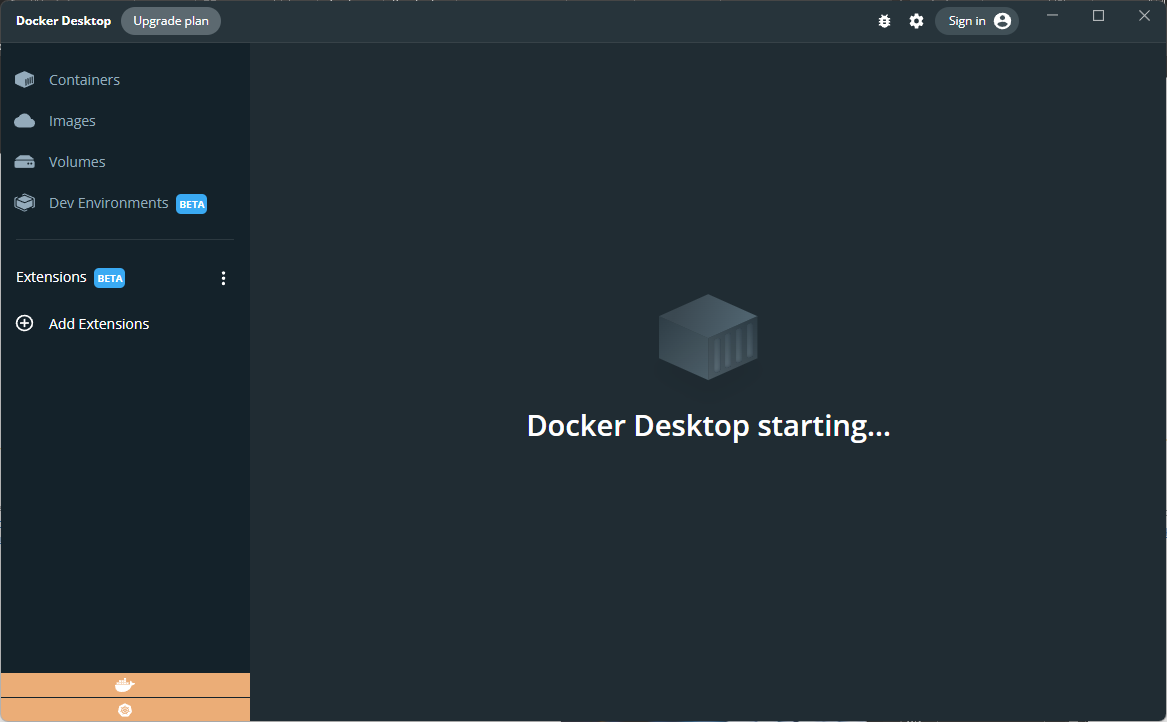 Docker Desktop Upgrade plan Sign in
Containers
Images
Volumes
Dev Environments BETA
Extensions BETA
Add Extensions
Docker Desktop starting...